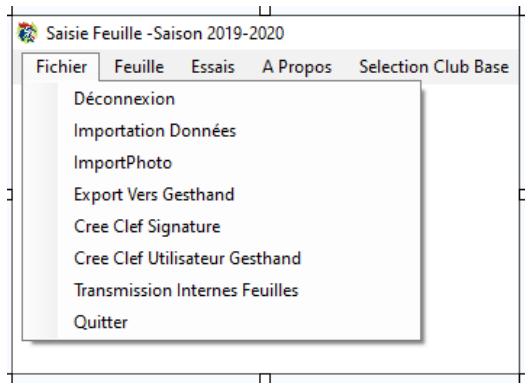 Saisie Feuille -Saison 2019-2020
Fichier Feuille Essais A Propos Selection Club Base
Déconnexion
Importation Données
ImportPhoto
Export Vers Gesthand
Cree Clef Signature
Cree Clef Utilisateur Gesthand
Transmission Internes Feuilles
Quitter